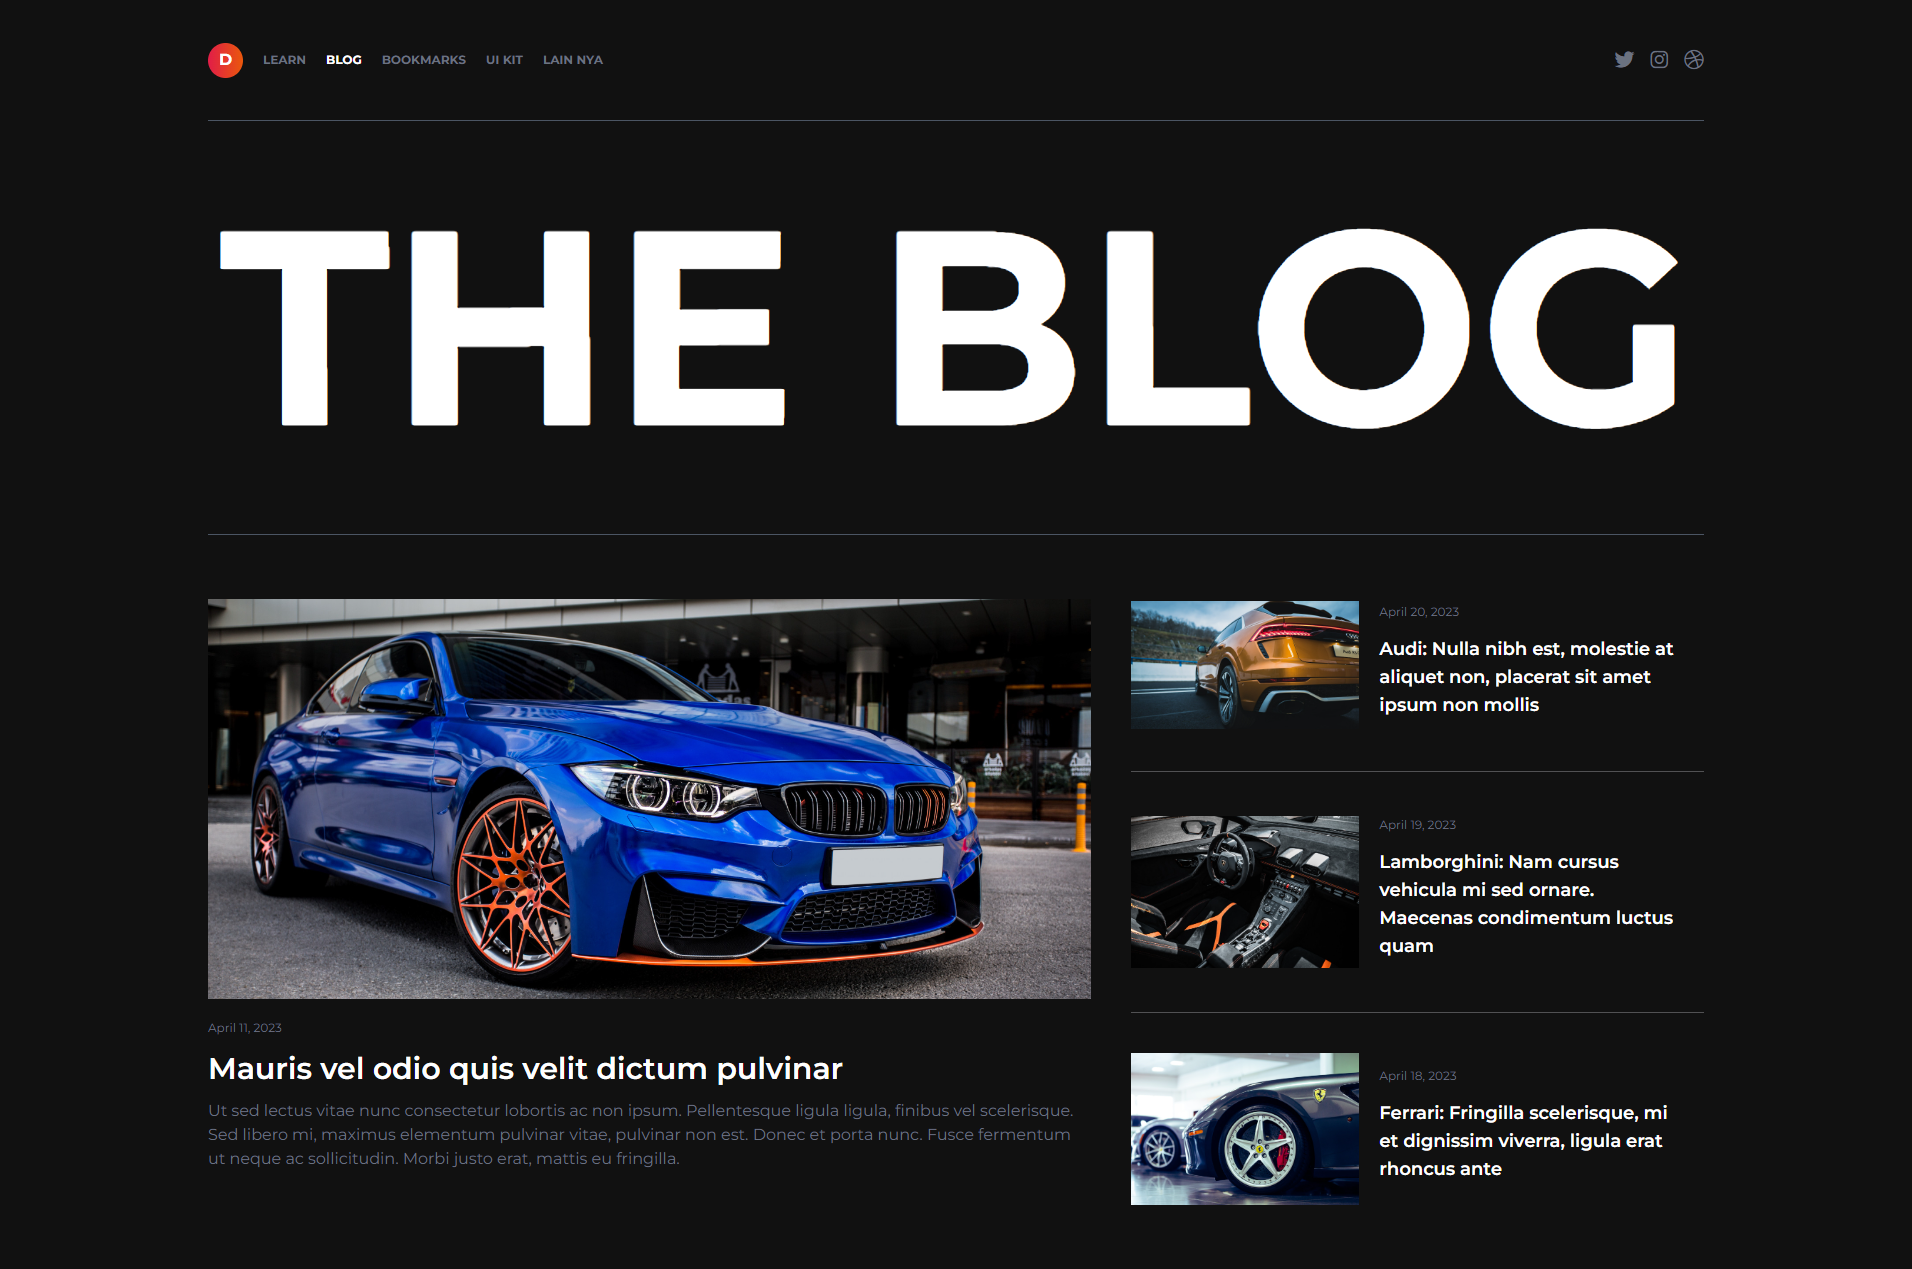 D LEARN BLOG BOOKMARKS UI KIT LAIN NYA
THE BLOG
April 11, 2023
Mauris vel odio quis velit dictum pulvinar
Ut sed lectus vitae nunc consectetur lobortis ac non ipsum. Pellentesque ligula ligula, finibus vel scelerisque.
Sed libero mi, maximus elementum pulvinar vitae, pulvinar non est. Donec et porta nunc. Fusce fermentum
ut neque ac sollicitudin. Morbi justo erat, mattis eu fringilla.
April 20, 2023
Audi: Nulla nibh est, molestie at
aliquet non, placerat sit amet
ipsum non mollis
April 19, 2023
Lamborghini: Nam cursus
vehicula mi sed ornare.
Maecenas condimentum luctus
quam
April 18, 2023
Ferrari: Fringilla scelerisque, mi
et dignissim viverra, ligula erat
rhoncus ante